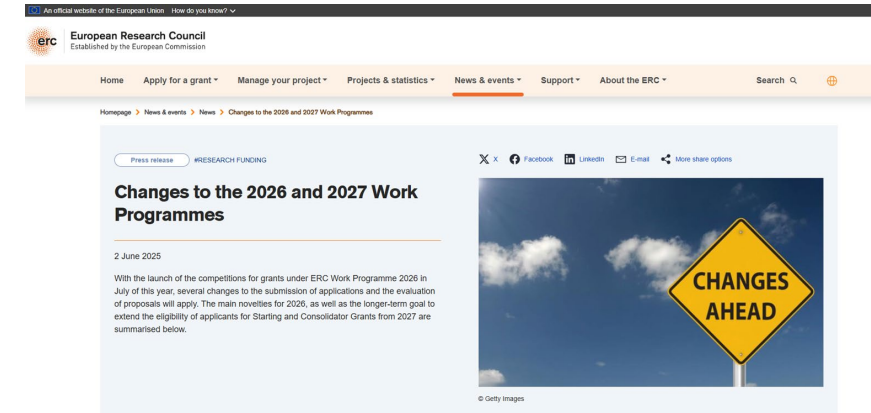 An official website of the European Union How do you know?
erc
European Research Council
Established by the European Commission
Home Apply for a grant Manage your project Projects & statistics News & events Support About the ERC Search
Homepage > News & events > News > Changes to the 2026 and 2027 Work Programmes
Press release #RESEARCH FUNDING
X Facebook LinkedIn E-mail More share options
Changes to the 2026 and 2027 Work
Programmes
2 June 2025
With the launch of the competitions for grants under ERC Work Programme 2026 in
July of this year, several changes to the submission of applications and the evaluation
of proposals will apply. The main novelties for 2026, as well as the longer-term goal to
extend the eligibility of applicants for Starting and Consolidator Grants from 2027 are
summarised below.
CHANGES
AHEAD
© Getty Images